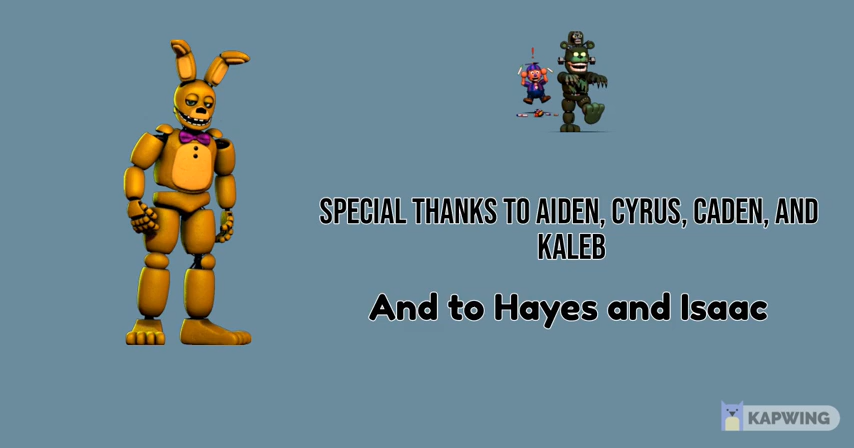 SPECIAL THANKS TO AIDEN, CYRUS, CADEN, AND
KALEB
And to Hayes and Isaac
KAPWING